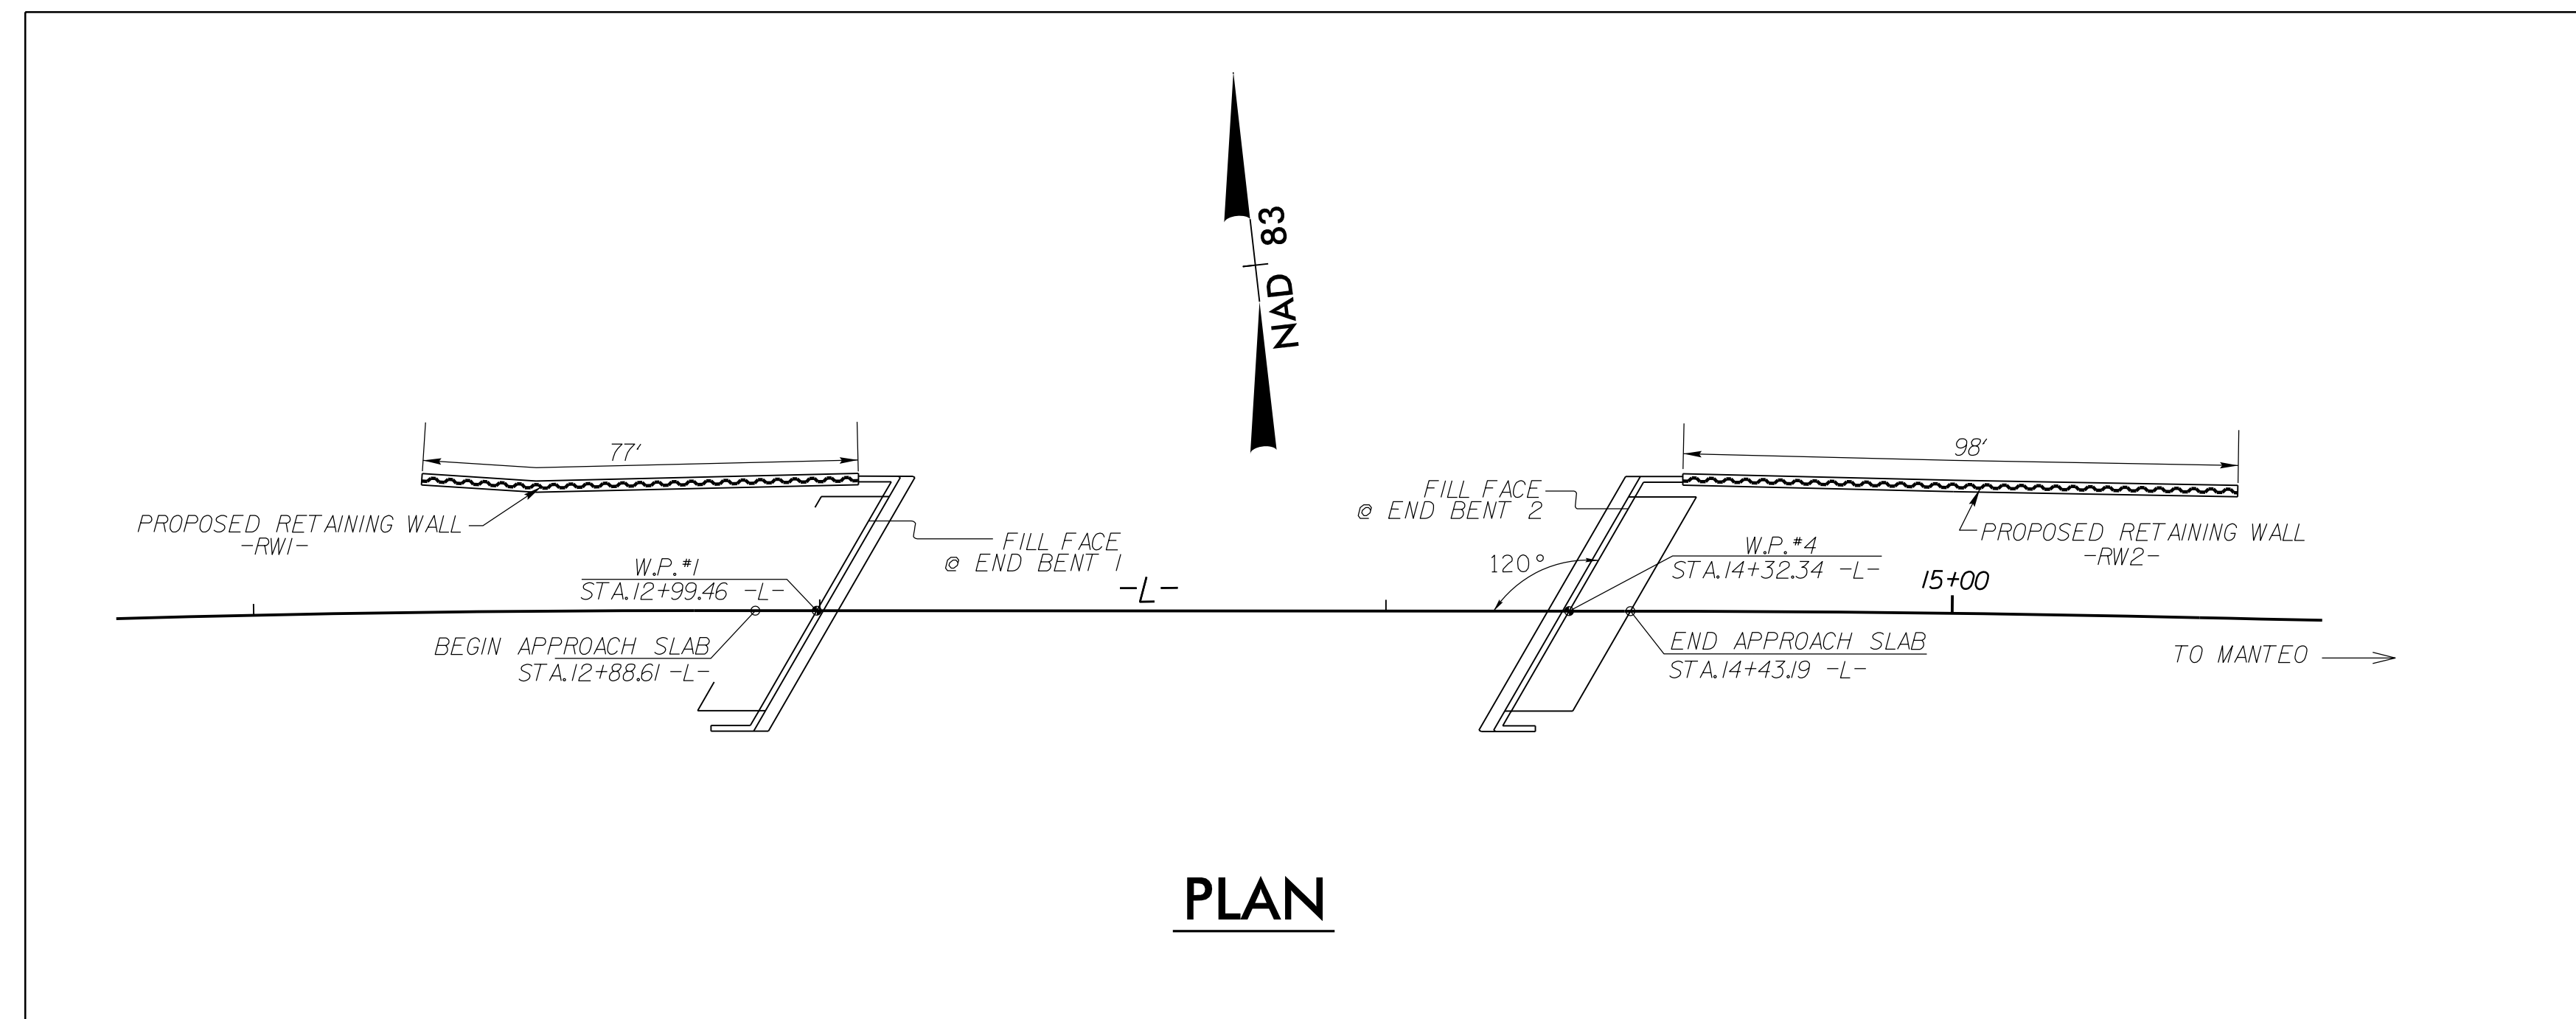 NAD 83
77'
98'
PROPOSED RETAINING WALL
-RW1-
FILL FACE
@ END BENT 1
W.P. #1
STA. 12+99.46 -L-
BEGIN APPROACH SLAB
STA. 12+88.61 -L-
-L-
FILL FACE
@ END BENT 2
120°
W.P. #4
STA. 14+32.34 -L-
END APPROACH SLAB
STA. 14+43.19 -L-
15+00
PROPOSED RETAINING WALL
-RW2-
TO MANTEO
PLAN